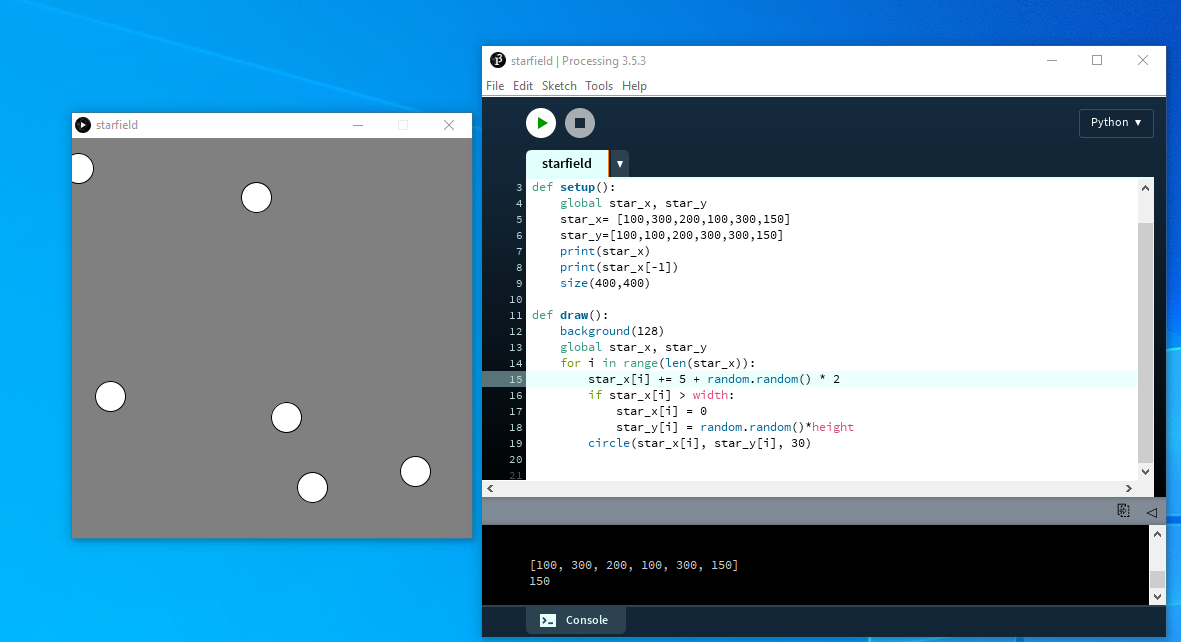 starfield
starfield | Processing 3.5.3
File Edit Sketch Tools Help
Python ▼
starfield ▼
3 def setup():
4     global star_x, star_y
5     star_x= [100,300,200,100,300,150]
6     star_y=[100,100,200,300,300,150]
7     print(star_x)
8     print(star_x[-1])
9     size(400,400)
10
11 def draw():
12     background(128)
13     global star_x, star_y
14     for i in range(len(star_x)):
15         star_x[i] += 5 + random.random() * 2
16         if star_x[i] > width:
17             star_x[i] = 0
18             star_y[i] = random.random()*height
19         circle(star_x[i], star_y[i], 30)
20
21
[100, 300, 200, 100, 300, 150]
150
Console